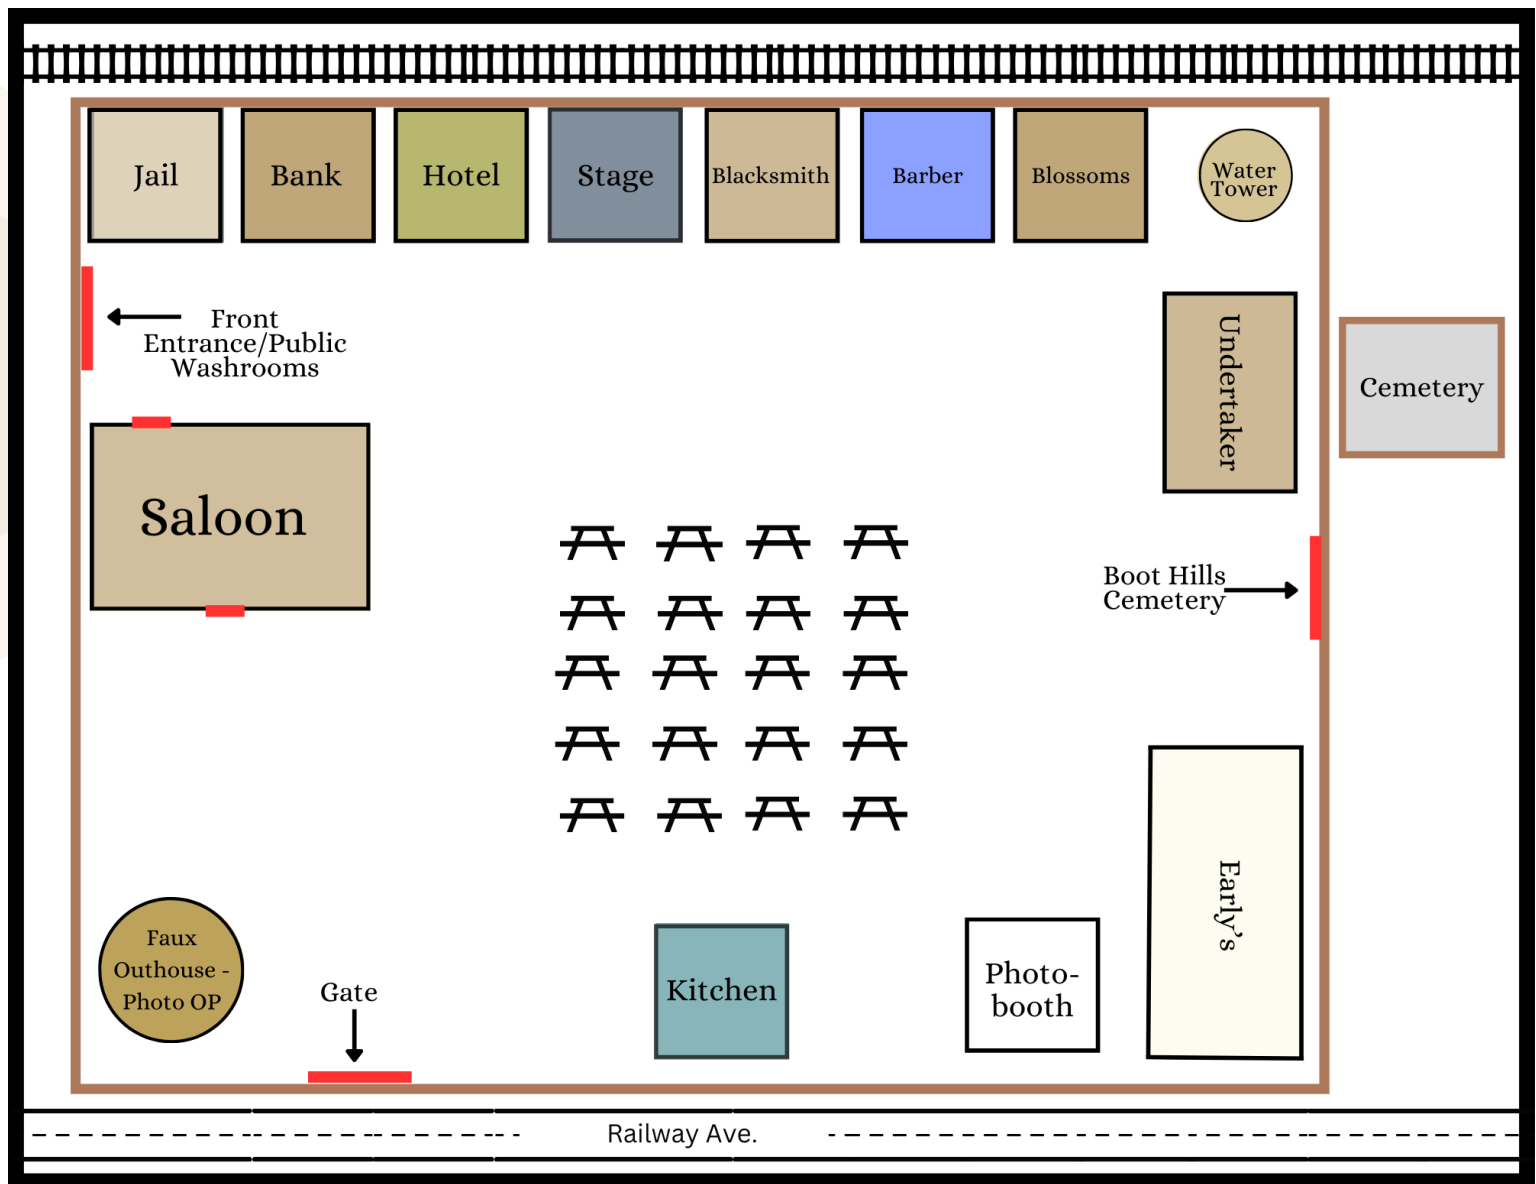 Jail
Bank
Hotel
Stage
Blacksmith
Barber
Blossoms
Water
Tower
Front
Entrance/Public
Washrooms
Undertaker
Cemetery
Saloon
Boot Hills
Cemetery
Early's
Faux
Outhouse -
Photo OP
Gate
Kitchen
Photo-
booth
Railway Ave.